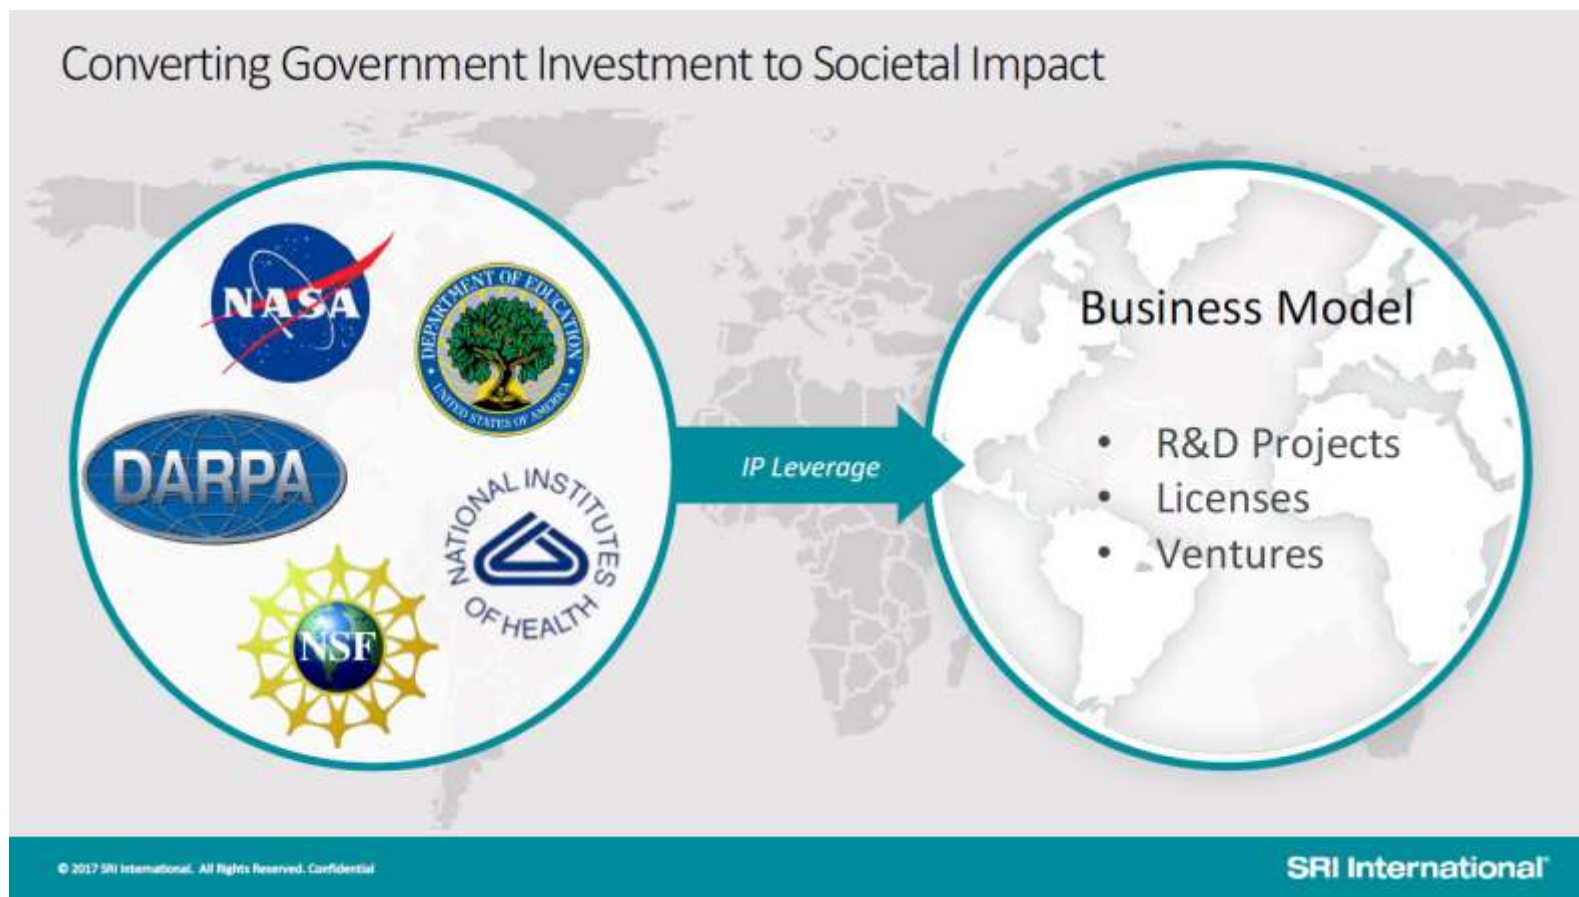 Converting Government Investment to Societal Impact
NASA
DEPARTMENT OF EDUCATION
UNITED STATES OF AMERICA
DARPA
NATIONAL INSTITUTES
OF HEALTH
NSF
IP Leverage
Business Model
• R&D Projects
• Licenses
• Ventures
© 2017 SRI International. All Rights Reserved. Confidential
SRI International®